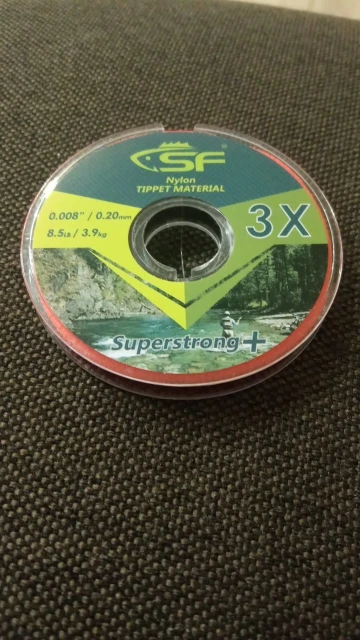 SF®
Nylon
TIPPET MATERIAL
0.008" / 0.20mm
8.5LB / 3.9kg
3X
Superstrong+